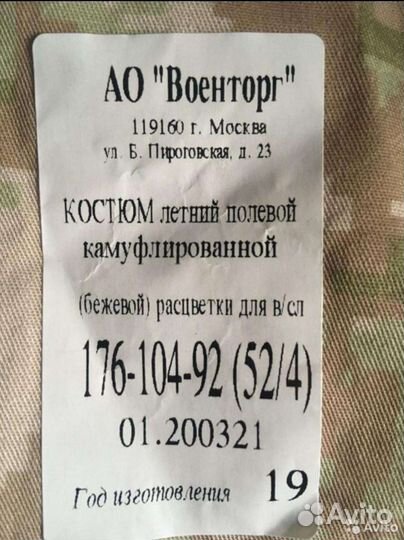 АО "Военторг"
119160 г. Москва
ул. Б. Пироговская, д. 23
КОСТЮМ летний полевой
камуфлированной
(бежевой) расцветки для в/сл
176-104-92 (52/4)
01.200321
Год изготовления 19
Avito
Avito